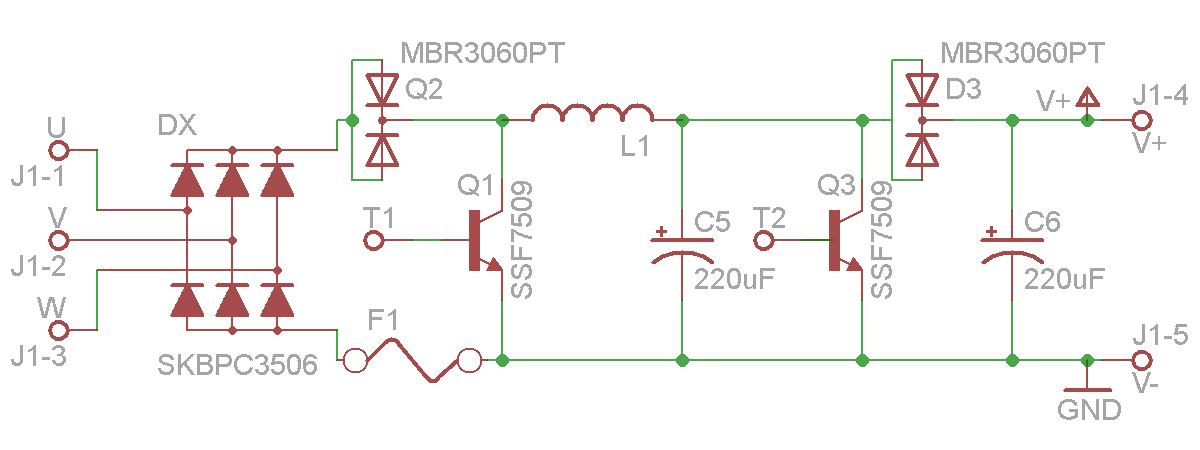 MBR3060PT
MBR3060PT
Q2
D3
V+
J1-4
U
DX
V+
L1
J1-1
Q1
SSF7509
Q3
SSF7509
V
T1
C5
T2
C6
J1-2
220uF
220uF
W
F1
J1-3
SKBPC3506
J1-5
V-
GND